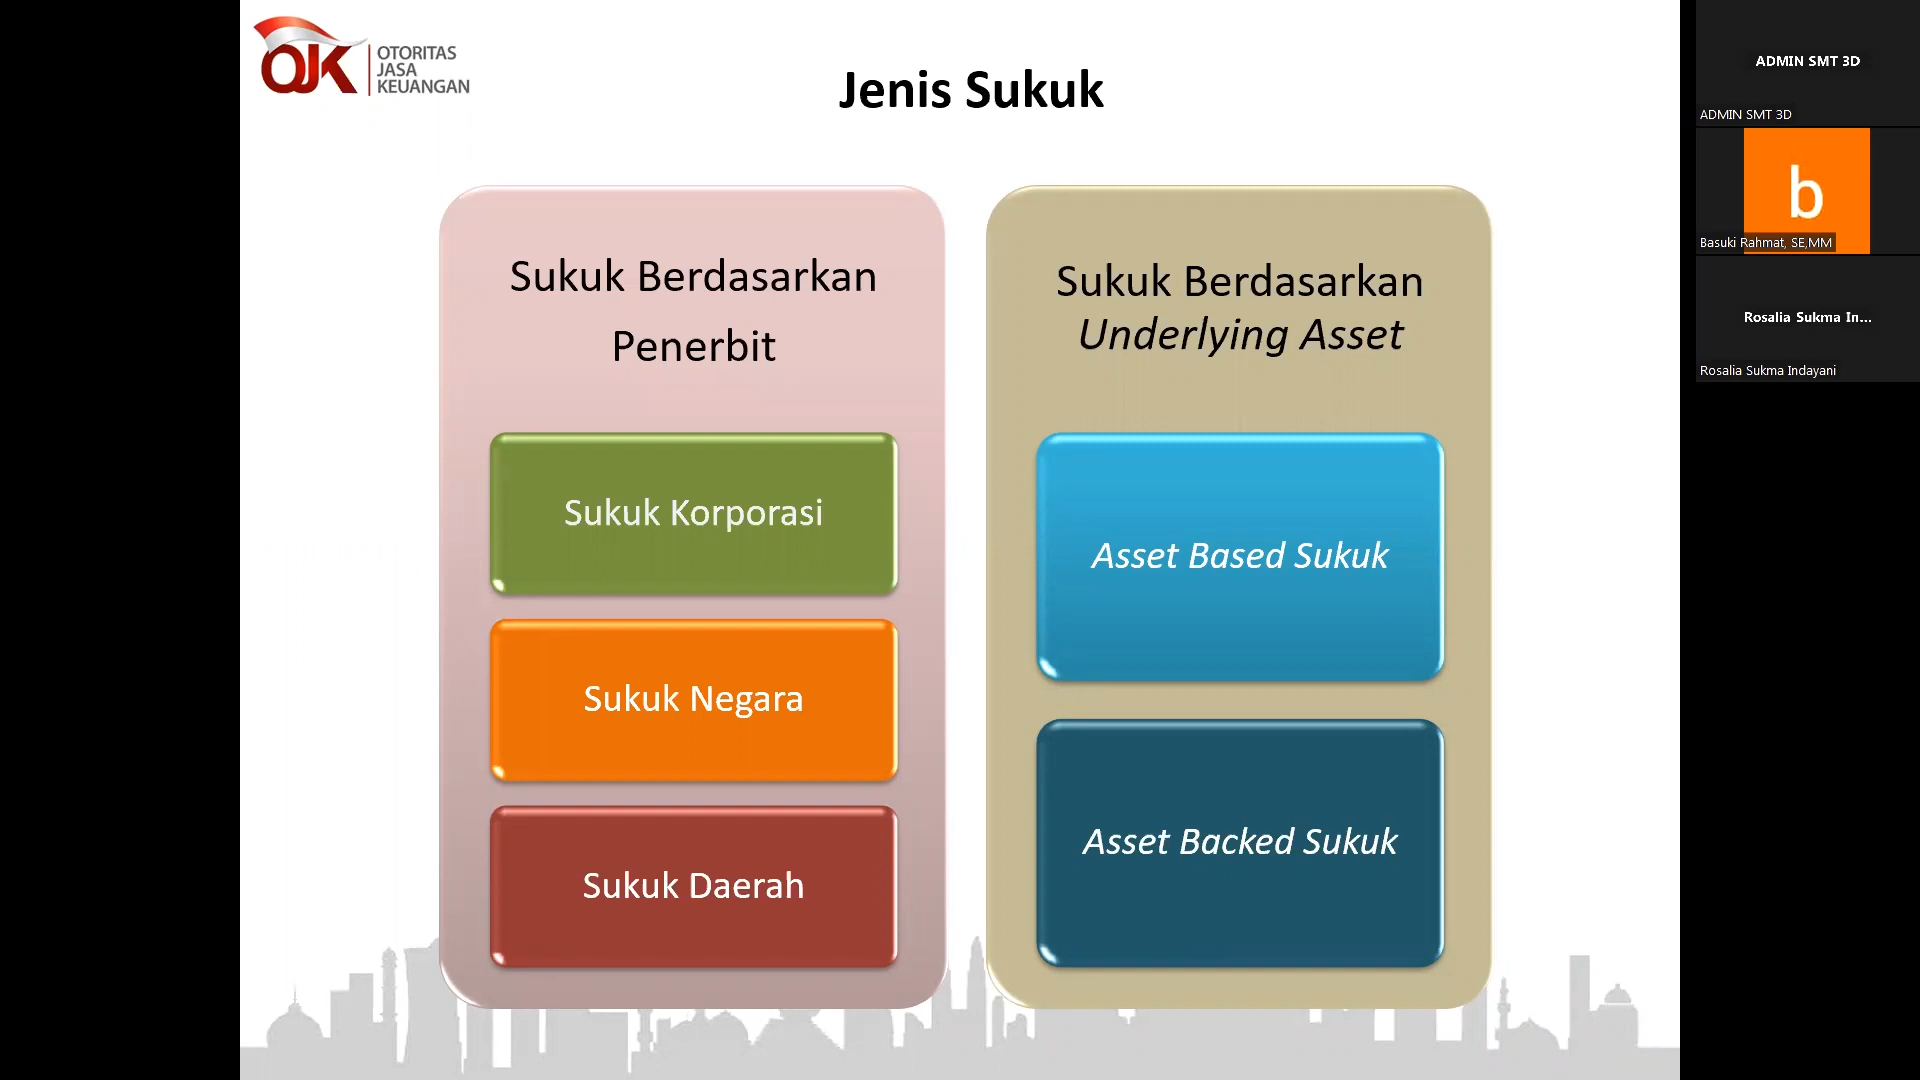 OJK
OTORITAS
JASA
KEUANGAN
Jenis Sukuk
Sukuk Berdasarkan
Penerbit
Sukuk Korporasi
Sukuk Negara
Sukuk Daerah
Sukuk Berdasarkan
Underlying Asset
Asset Based Sukuk
Asset Backed Sukuk
ADMIN SMT 3D
ADMIN SMT 3D
b
Basuki Rahmat, SE,MM
Rosalia Sukma In...
Rosalia Sukma Indayani